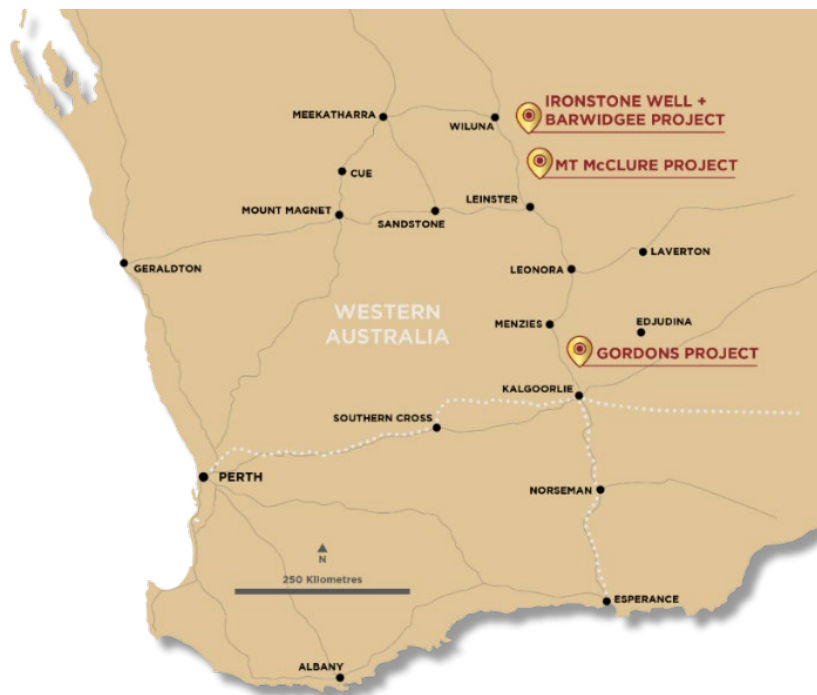 IRONSTONE WELL +
BARWIDGEE PROJECT
MEEKATHARRA
WILUNA
MT McCLURE PROJECT
CUE
LEINSTER
MOUNT MAGNET
SANDSTONE
LAVERTON
GERALDTON
LEONORA
WESTERN
AUSTRALIA
MENZIES
EDJUDINA
GORDONS PROJECT
KALGOORLIE
SOUTHERN CROSS
PERTH
NORSEMAN
N
250 Kilometres
ESPERANCE
ALBANY